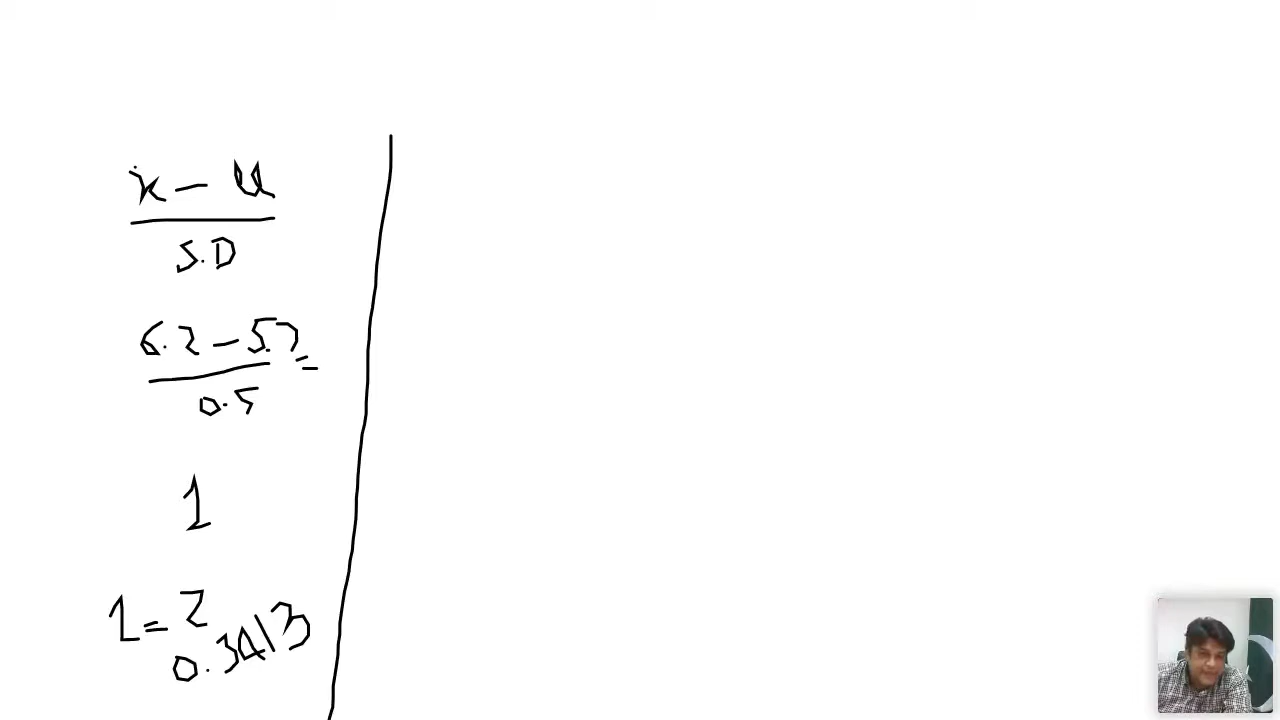 x - u
S.D
6.2 - 5.7 =
0.5
1
1 = Z
0.3413